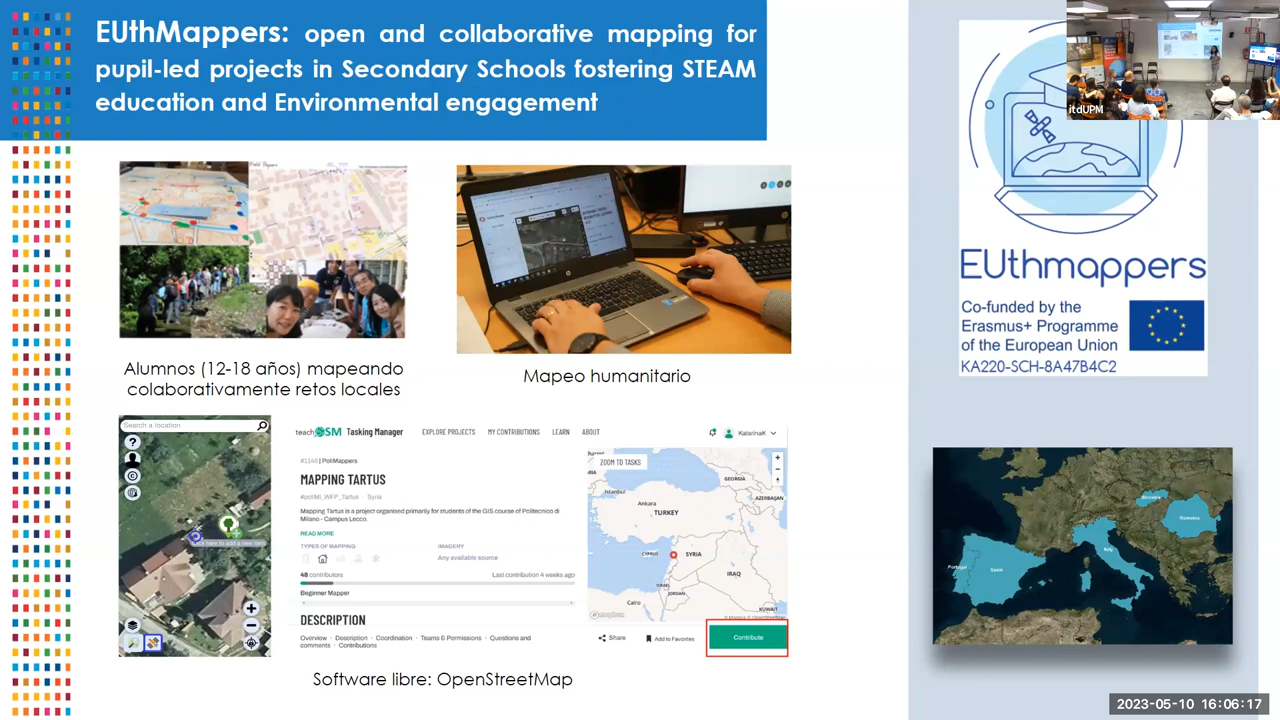 EUthMappers: open and collaborative mapping for
pupil-led projects in Secondary Schools fostering STEAM
education and Environmental engagement
itdUPM
Alumnos (12-18 años) mapeando
colaborativamente retos locales
Mapeo humanitario
EUthmappers
Co-funded by the
Erasmus+ Programme
of the European Union
KA220-SCH-8A47B4C2
Search a location
teachOSM Tasking Manager
EXPLORE PROJECTS
MY CONTRIBUTIONS
LEARN
ABOUT
KatarinaK
#1148 | PoliMappers
MAPPING TARTUS
#poliMI_WFP_Tartus · Syria
Mapping Tartus is a project organised primarily for students of the GIS course of Politecnico di
Milano - Campus Lecco.
READ MORE
TYPES OF MAPPING
IMAGERY
Any available source
48 contributors
Last contribution 4 weeks ago
Beginner Mapper
DESCRIPTION
Overview · Description · Coordination · Teams & Permissions · Questions and
comments · Contributions
Share
Add to Favorites
Contribute
ZOOM TO TASKS
GEORGIA
Istanbul
Ankara
AZERBAIJAN
TURKEY
CYPRUS
SYRIA
IRAQ
ISRAEL
JORDAN
Cairo
KUWAIT
mapbox
Software libre: OpenStreetMap
Slovakia
Romania
Italy
Portugal
Spain
2023-05-10 16:06:17